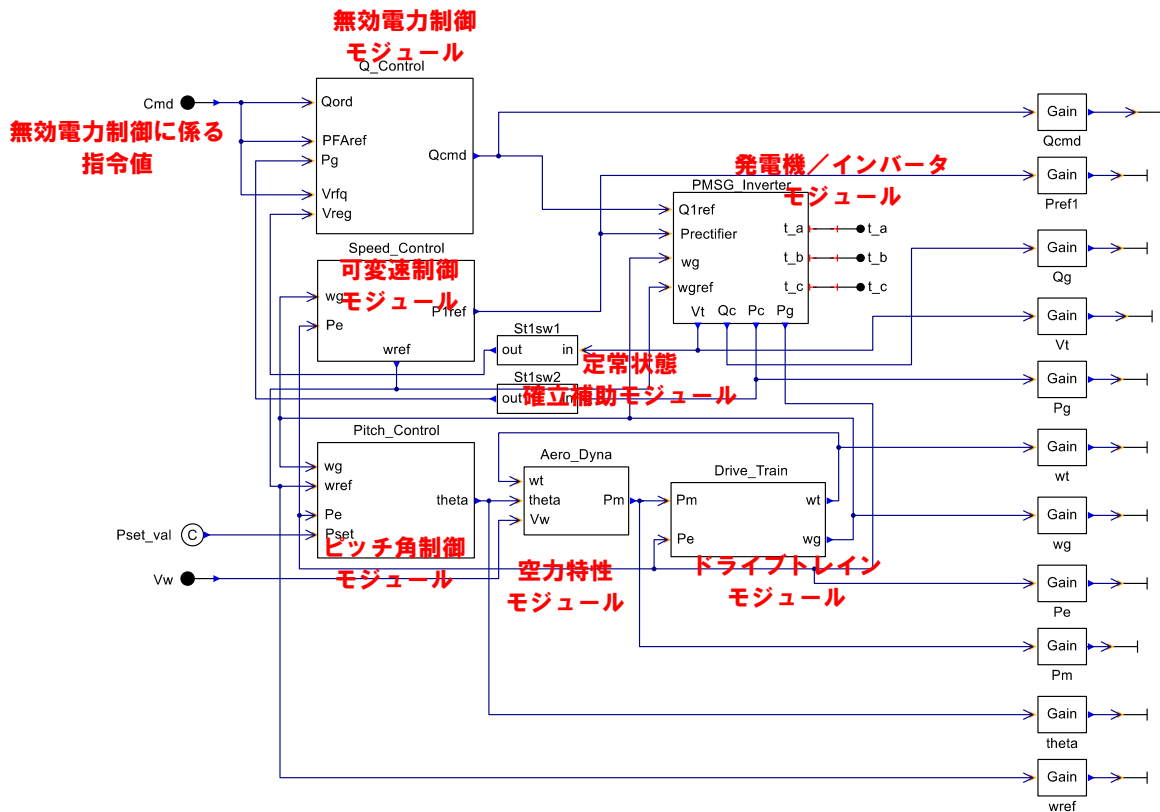 無効電力制御
モジュール
Q_Control
Cmd
無効電力制御に係る
指令値
Qord
PFAref
Pg
Vrfq
Vreg
Qcmd
Gain
Qcmd
発電機／インバータ
モジュール
PMSG_Inverter
Gain
Pref1
Q1ref
Prectifier
wg
wgref
t_a
t_b
t_c
t_a
t_b
t_c
Vt
Qc
Pc
Pg
Gain
Qg
Speed_Control
可変速制御
モジュール
wg
Pe
P1ref
wref
Gain
Vt
St1sw1
out
in
定常状態
確立補助モジュール
St1sw2
out
in
Gain
Pg
Pitch_Control
wg
wref
Pe
Pset
theta
ピッチ角制御
モジュール
Pset_val
C
Vw
Aero_Dyna
wt
theta
Vw
Pm
空力特性
モジュール
Drive_Train
Pm
Pe
wt
wg
ドライブトレイン
モジュール
Gain
wt
Gain
wg
Gain
Pe
Gain
Pm
Gain
theta
Gain
wref